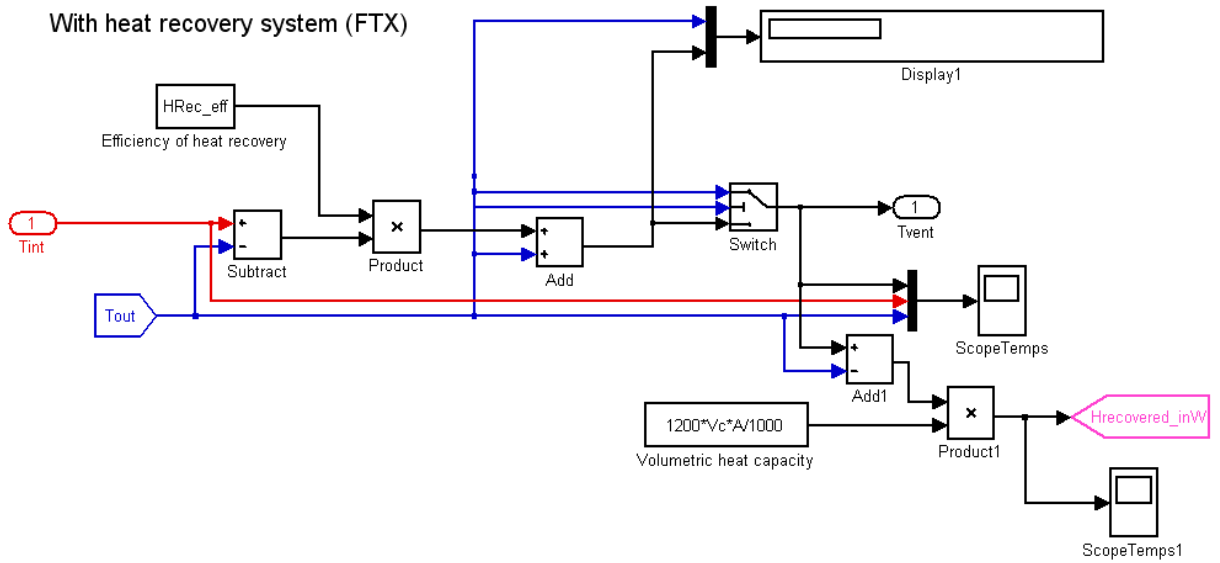 With heat recovery system (FTX)
Display1
HRec_eff
Efficiency of heat recovery
1
Tint
+
−
Subtract
×
Product
+
+
Add
Switch
1
Tvent
Tout
ScopeTemps
+
−
Add1
1200*Vc*A/1000
Volumetric heat capacity
×
Product1
Hrecovered_inW
ScopeTemps1